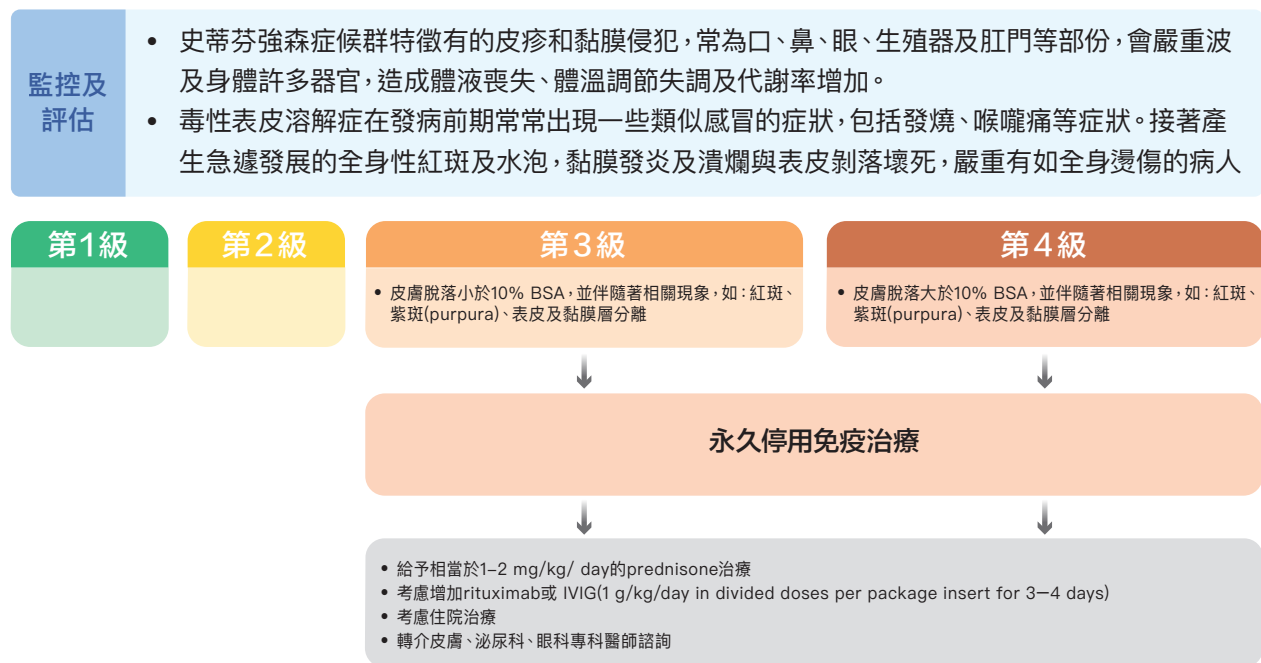 監控及
評估
• 史蒂芬強森症候群特徵有的皮疹和黏膜侵犯，常為口、鼻、眼、生殖器及肛門等部份，會嚴重波
及身體許多器官，造成體液喪失、體溫調節失調及代謝率增加。
• 毒性表皮溶解症在發病前期常常出現一些類似感冒的症狀，包括發燒、喉嚨痛等症狀。接著產
生急遽發展的全身性紅斑及水泡，黏膜發炎及潰爛與表皮剝落壞死，嚴重有如全身燙傷的病人
第1級
第2級
第3級
• 皮膚脫落小於10% BSA，並伴隨著相關現象，如：紅斑、
紫斑(purpura)、表皮及黏膜層分離
第4級
• 皮膚脫落大於10% BSA，並伴隨著相關現象，如：紅斑、
紫斑(purpura)、表皮及黏膜層分離
永久停用免疫治療
• 給予相當於1–2 mg/kg/ day的prednisone治療
• 考慮增加rituximab或 IVIG(1 g/kg/day in divided doses per package insert for 3–4 days)
• 考慮住院治療
• 轉介皮膚、泌尿科、眼科專科醫師諮詢